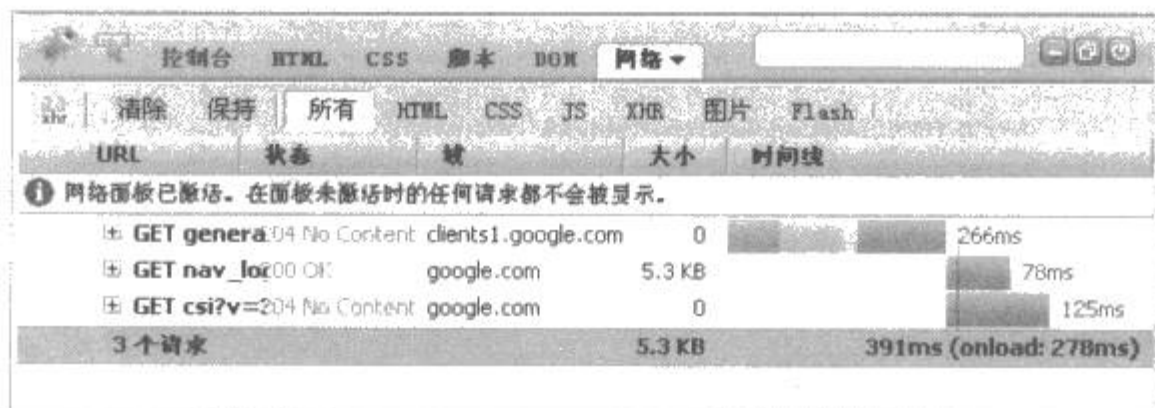 控制台 HTML CSS 脚本 DOM 网络
清除 保持 所有 HTML CSS JS XHR 图片 Flash
URL 状态 域 大小 时间线
网络面板已激活。在面板未激活时的任何请求都不会被显示。
GET genera 204 No Content clients1.google.com 0 266ms
GET nav_log 200 OK google.com 5.3 KB 78ms
GET csi?v=3 204 No Content google.com 0 125ms
3 个请求 5.3 KB 391ms (onload: 278ms)